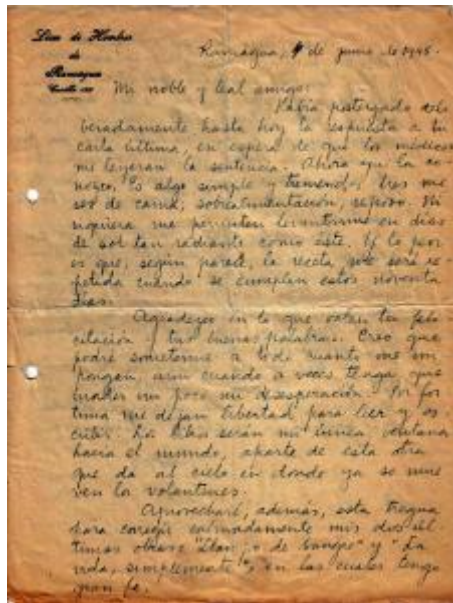 Liceo de Hombres
de
Rancagua
Casilla
Rancagua, 9 de junio de 1945.
Mi noble y leal amigo:
Había postergado deli
beradamente hasta hoy la respuesta a tu
carta última, en espera de que los médicos
me leyeran la sentencia. Ahora ya la co-
nozco. Es algo simple y tremendo: tres me
ses de cama, sobrealimentación, reposo. Ni
siquiera me permiten levantarme en días
de sol tan radiante como éste. Y lo peor
es que, según parece, la receta me será re-
petida cuando se cumplan estos noventa
días.
Agradezco en lo que valen tu feli-
citación y tus buenas palabras. Creo que
podré someterme a todo cuanto me im
pongan, aun cuando a veces tenga que
un poco mi desesperación. Por for
tuna me dejan libertad para leer y es
cribir. Los libros serán mi única ventana
hacia el mundo, aparte de esta otra
que da al cielo en donde ya se mue
ven los volantines.
Aprovecharé, además, esta tregua
para corregir calmadamente mis dos úl
timas obras: "Llampo de Sangre" y "La
vida, simplemente", en las cuales tengo
gran fe.